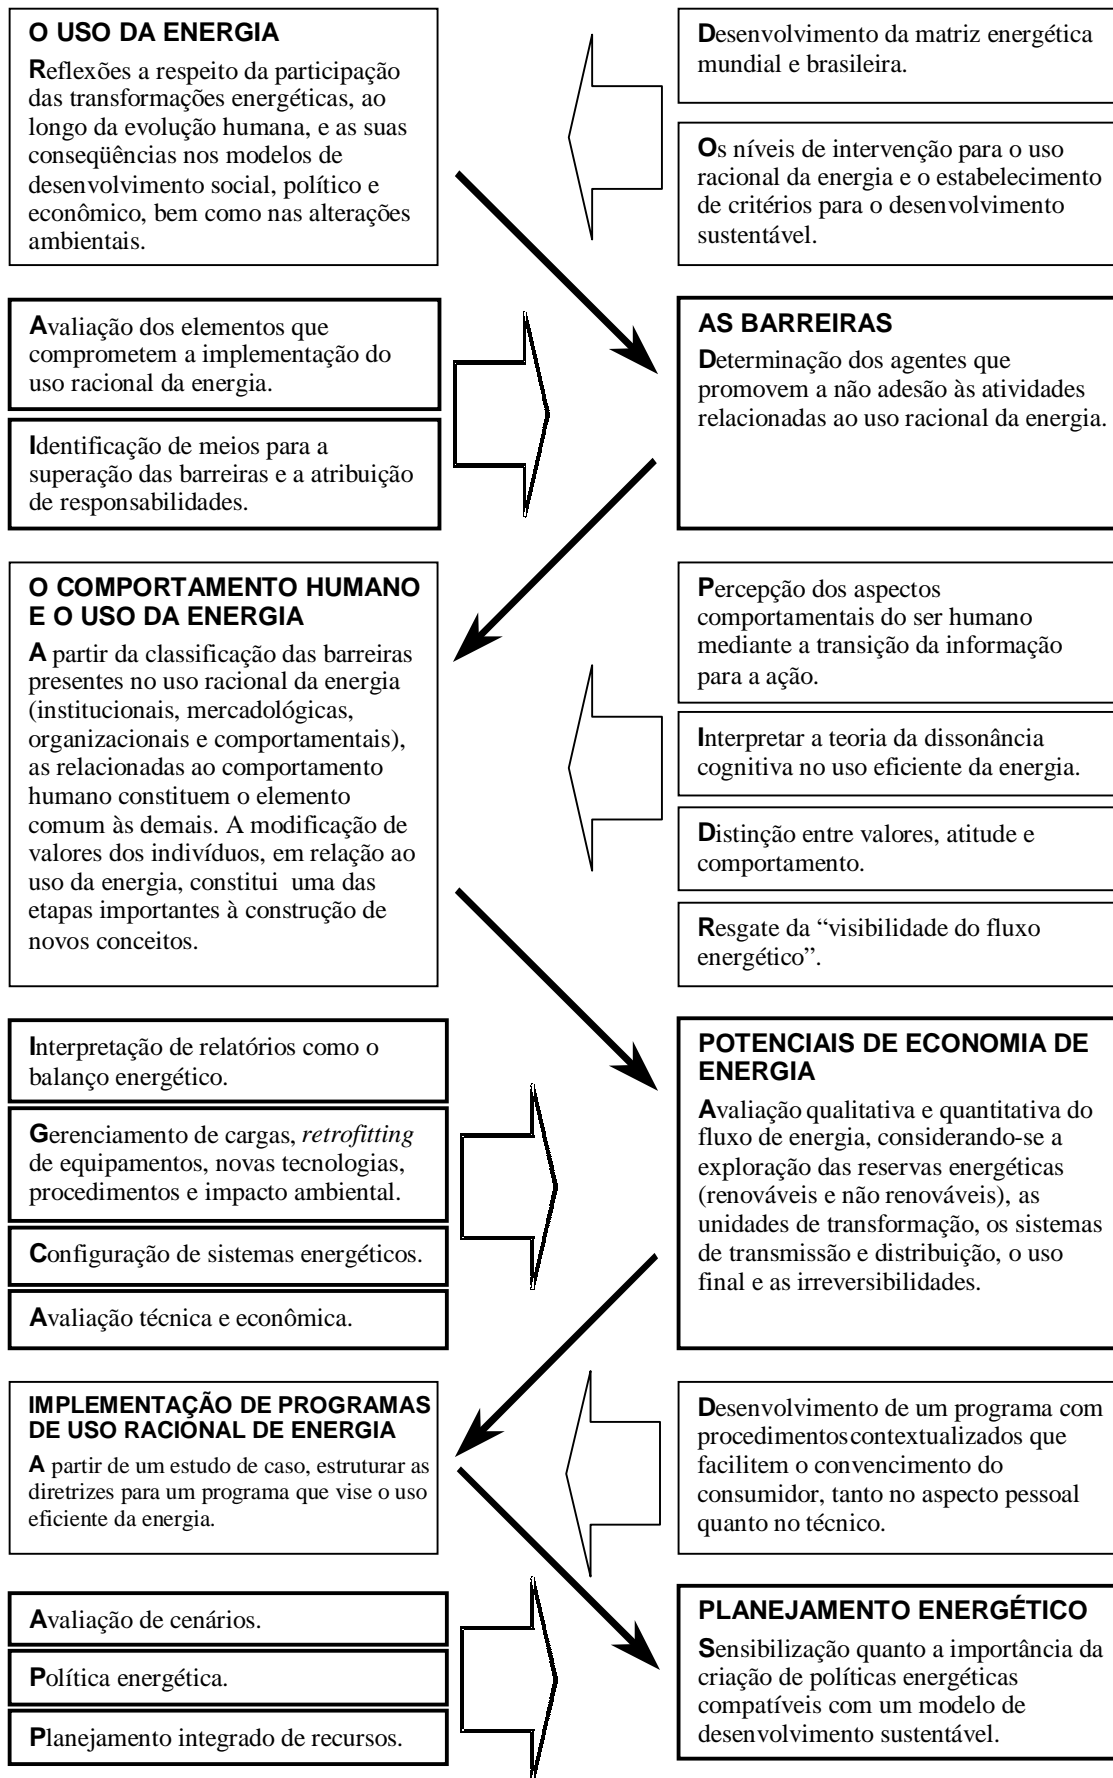 O USO DA ENERGIA
Reflexões a respeito da participação
das transformações energéticas, ao
longo da evolução humana, e as suas
conseqüências nos modelos de
desenvolvimento social, político e
econômico, bem como nas alterações
ambientais.
Desenvolvimento da matriz energética
mundial e brasileira.
Os níveis de intervenção para o uso
racional da energia e o estabelecimento
de critérios para o desenvolvimento
sustentável.
Avaliação dos elementos que
comprometem a implementação do
uso racional da energia.
Identificação de meios para a
superação das barreiras e a atribuição
de responsabilidades.
AS BARREIRAS
Determinação dos agentes que
promovem a não adesão às atividades
relacionadas ao uso racional da energia.
O COMPORTAMENTO HUMANO
E O USO DA ENERGIA
A partir da classificação das barreiras
presentes no uso racional da energia
(institucionais, mercadológicas,
organizacionais e comportamentais),
as relacionadas ao comportamento
humano constituem o elemento
comum às demais. A modificação de
valores dos indivíduos, em relação ao
uso da energia, constitui uma das
etapas importantes à construção de
novos conceitos.
Percepção dos aspectos
comportamentais do ser humano
mediante a transição da informação
para a ação.
Interpretar a teoria da dissonância
cognitiva no uso eficiente da energia.
Distinção entre valores, atitude e
comportamento.
Resgate da “visibilidade do fluxo
energético”.
Interpretação de relatórios como o
balanço energético.
Gerenciamento de cargas, retrofitting
de equipamentos, novas tecnologias,
procedimentos e impacto ambiental.
Configuração de sistemas energéticos.
Avaliação técnica e econômica.
POTENCIAIS DE ECONOMIA DE
ENERGIA
Avaliação qualitativa e quantitativa do
fluxo de energia, considerando-se a
exploração das reservas energéticas
(renováveis e não renováveis), as
unidades de transformação, os sistemas
de transmissão e distribuição, o uso
final e as irreversibilidades.
IMPLEMENTAÇÃO DE PROGRAMAS
DE USO RACIONAL DE ENERGIA
A partir de um estudo de caso, estruturar as
diretrizes para um programa que vise o uso
eficiente da energia.
Desenvolvimento de um programa com
procedimentos contextualizados que
facilitem o convencimento do
consumidor, tanto no aspecto pessoal
quanto no técnico.
Avaliação de cenários.
Política energética.
Planejamento integrado de recursos.
PLANEJAMENTO ENERGÉTICO
Sensibilização quanto a importância da
criação de políticas energéticas
compatíveis com um modelo de
desenvolvimento sustentável.